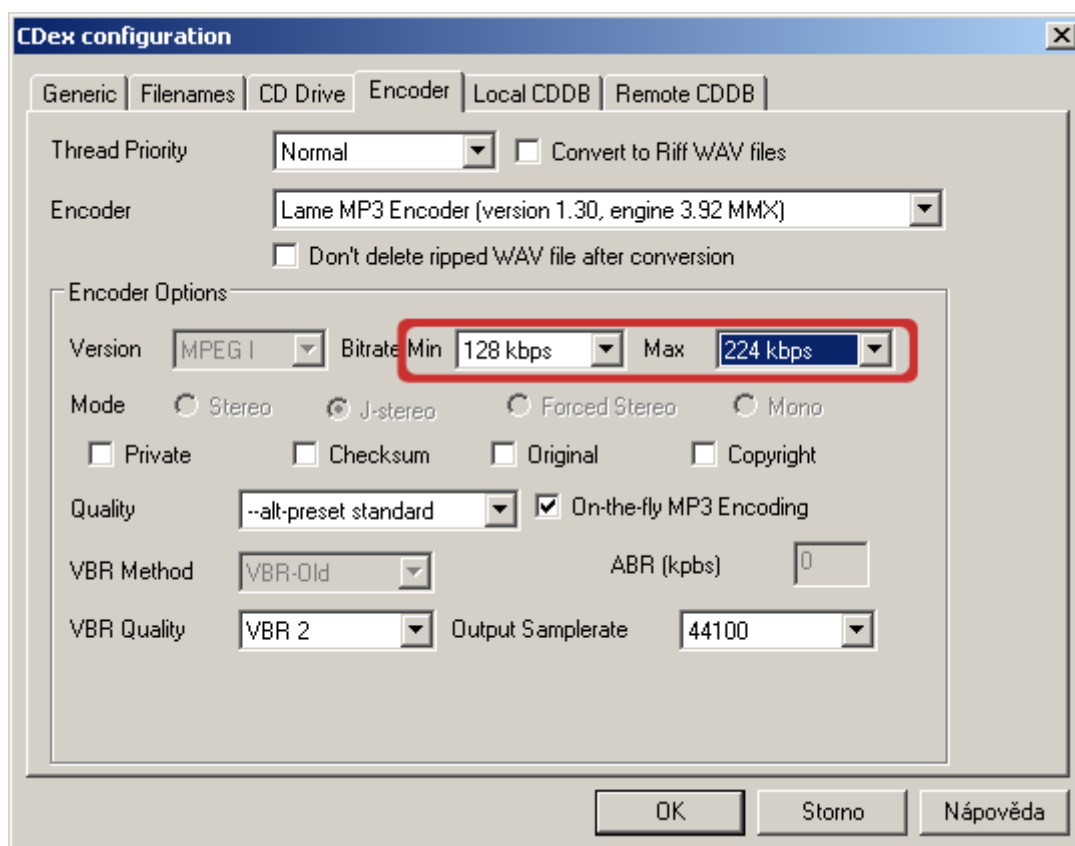 CDex configuration
Generic Filenames CD Drive Encoder Local CDDB Remote CDDB
Thread Priority Normal Convert to Riff WAV files
Encoder Lame MP3 Encoder (version 1.30, engine 3.92 MMX)
Don't delete ripped WAV file after conversion
Encoder Options
Version MPEG I Bitrate Min 128 kbps Max 224 kbps
Mode Stereo J-stereo Forced Stereo Mono
Private Checksum Original Copyright
Quality --alt-preset standard On-the-fly MP3 Encoding
VBR Method VBR-Old ABR (kpbs) 0
VBR Quality VBR 2 Output Samplerate 44100
OK Storno Nápověda